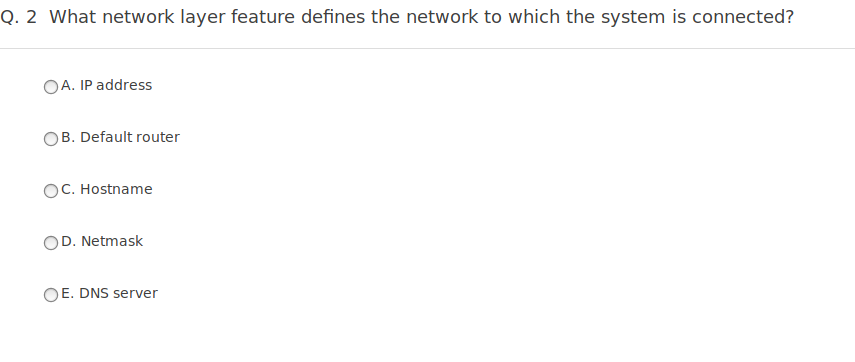 Q. 2 What network layer feature defines the network to which the system is connected?
A. IP address
B. Default router
C. Hostname
D. Netmask
E. DNS server